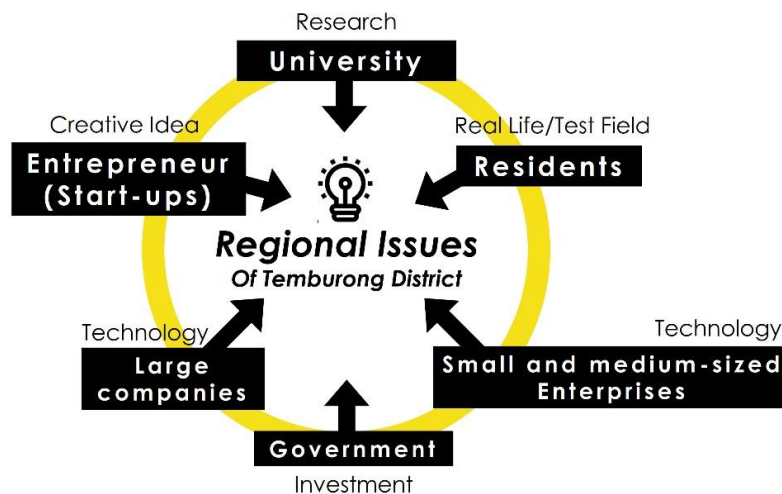 Research
University
Creative Idea
Entrepreneur
(Start-ups)
Real Life/Test Field
Residents
Regional Issues
Of Temburong District
Technology
Large
companies
Technology
Small and medium-sized
Enterprises
Government
Investment